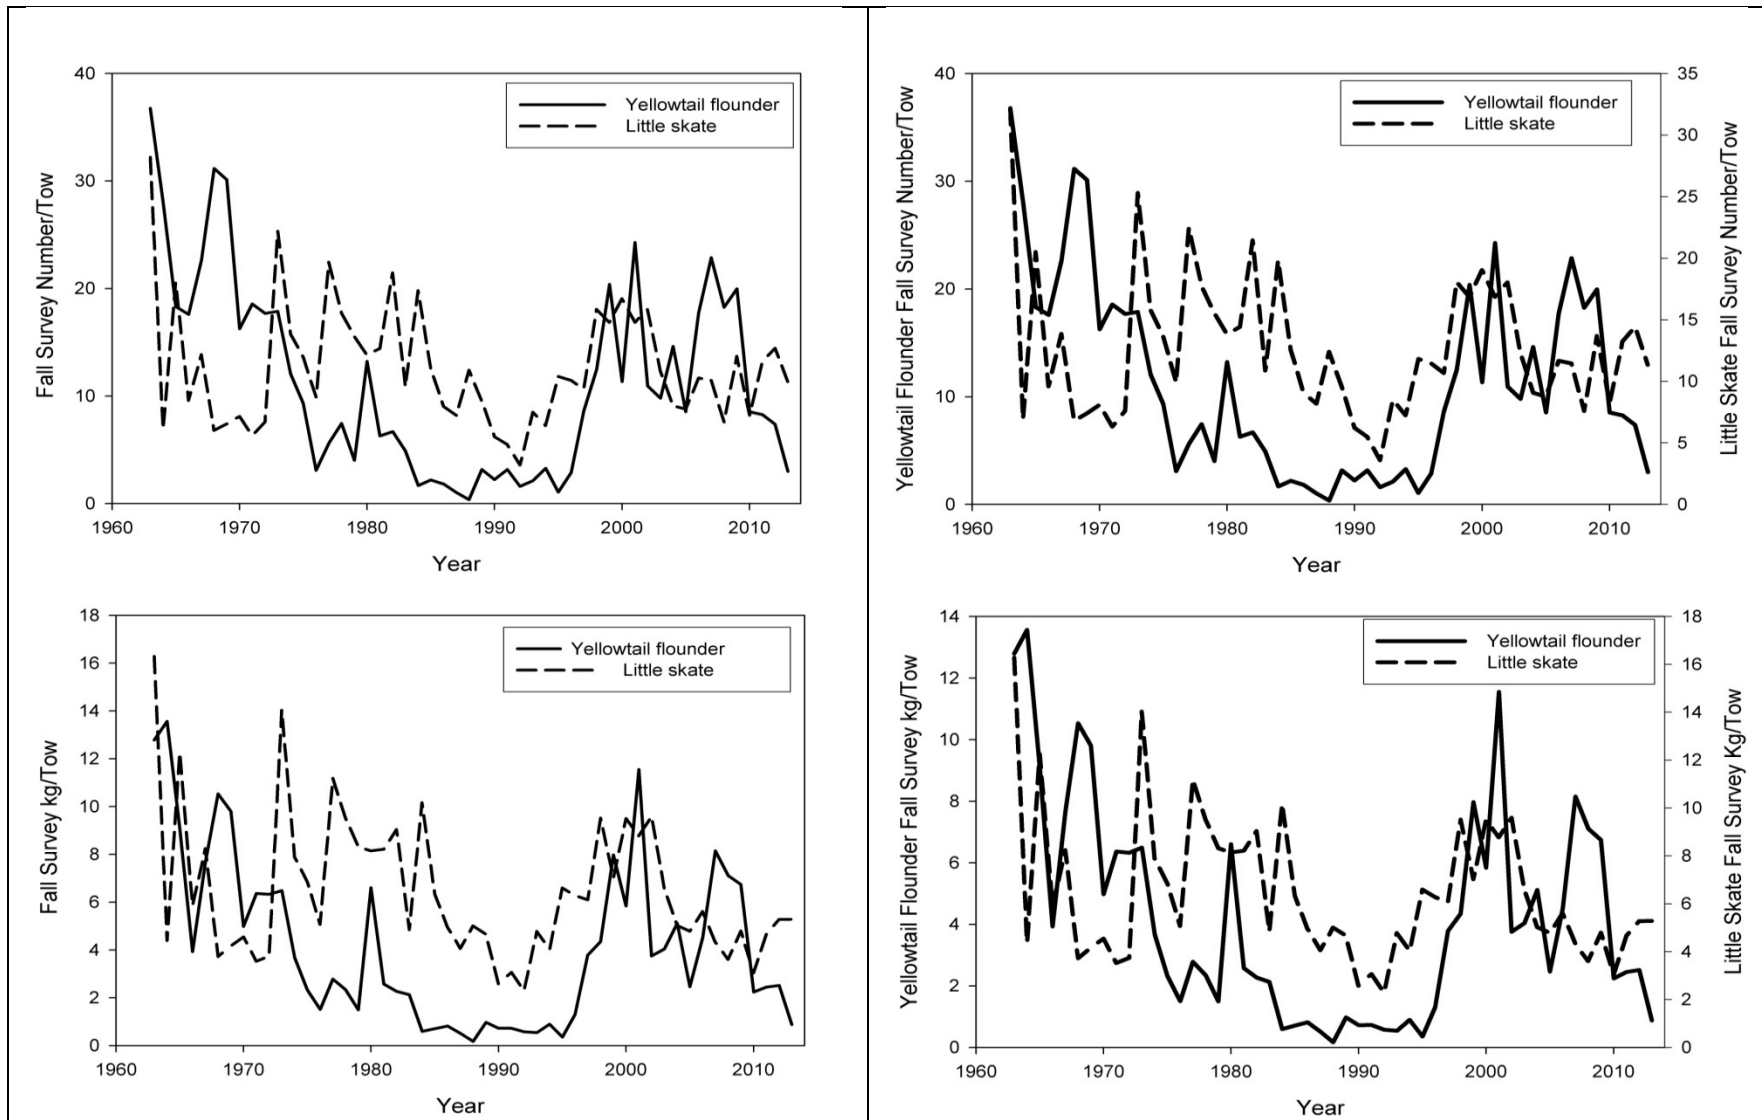 40
30
20
10
0
Fall Survey Number/Tow
Yellowtail flounder
Little skate
1960 1970 1980 1990 2000 2010
Year
40
30
20
10
0
Yellowtail Flounder Fall Survey Number/Tow
Yellowtail flounder
Little skate
35
30
25
20
15
10
5
0
Little Skate Fall Survey Number/Tow
1960 1970 1980 1990 2000 2010
Year
18
16
14
12
10
8
6
4
2
0
Fall Survey kg/Tow
Yellowtail flounder
Little skate
1960 1970 1980 1990 2000 2010
Year
14
12
10
8
6
4
2
0
Yellowtail Flounder Fall Survey kg/Tow
Yellowtail flounder
Little skate
18
16
14
12
10
8
6
4
2
0
Little Skate Fall Survey Kg/Tow
1960 1970 1980 1990 2000 2010
Year